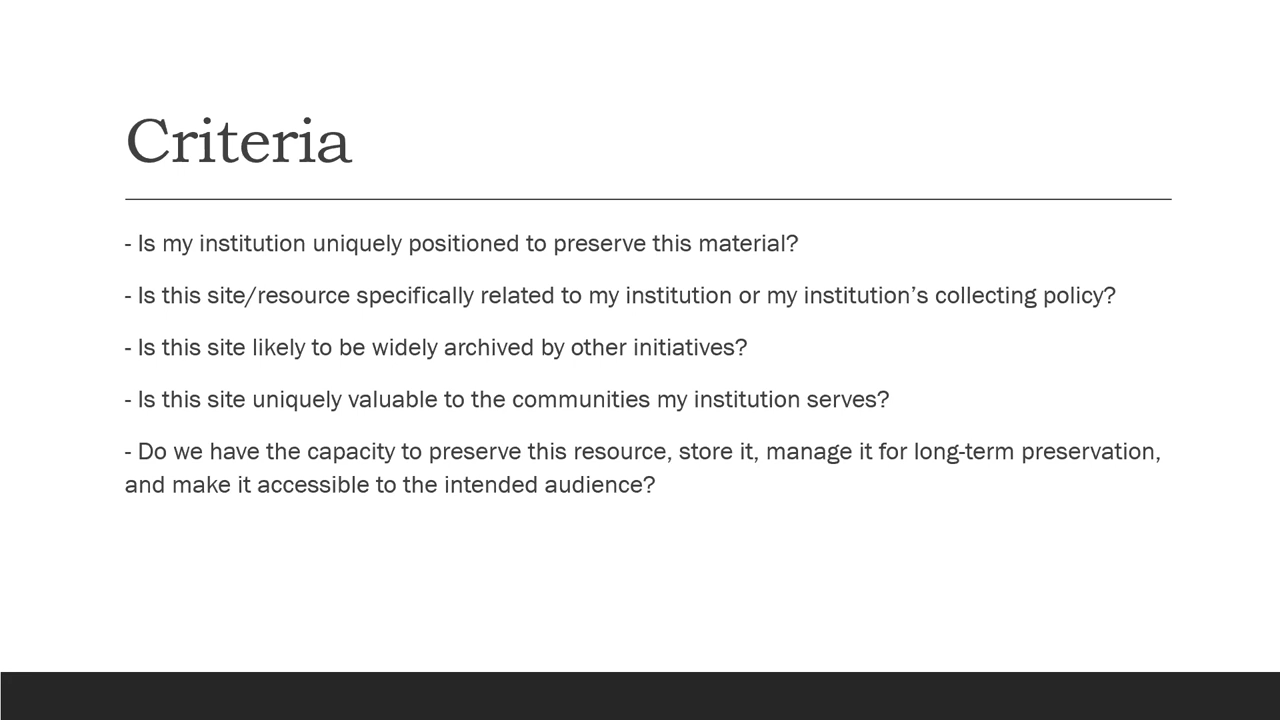 Criteria
- Is my institution uniquely positioned to preserve this material?
- Is this site/resource specifically related to my institution or my institution’s collecting policy?
- Is this site likely to be widely archived by other initiatives?
- Is this site uniquely valuable to the communities my institution serves?
- Do we have the capacity to preserve this resource, store it, manage it for long-term preservation,
and make it accessible to the intended audience?